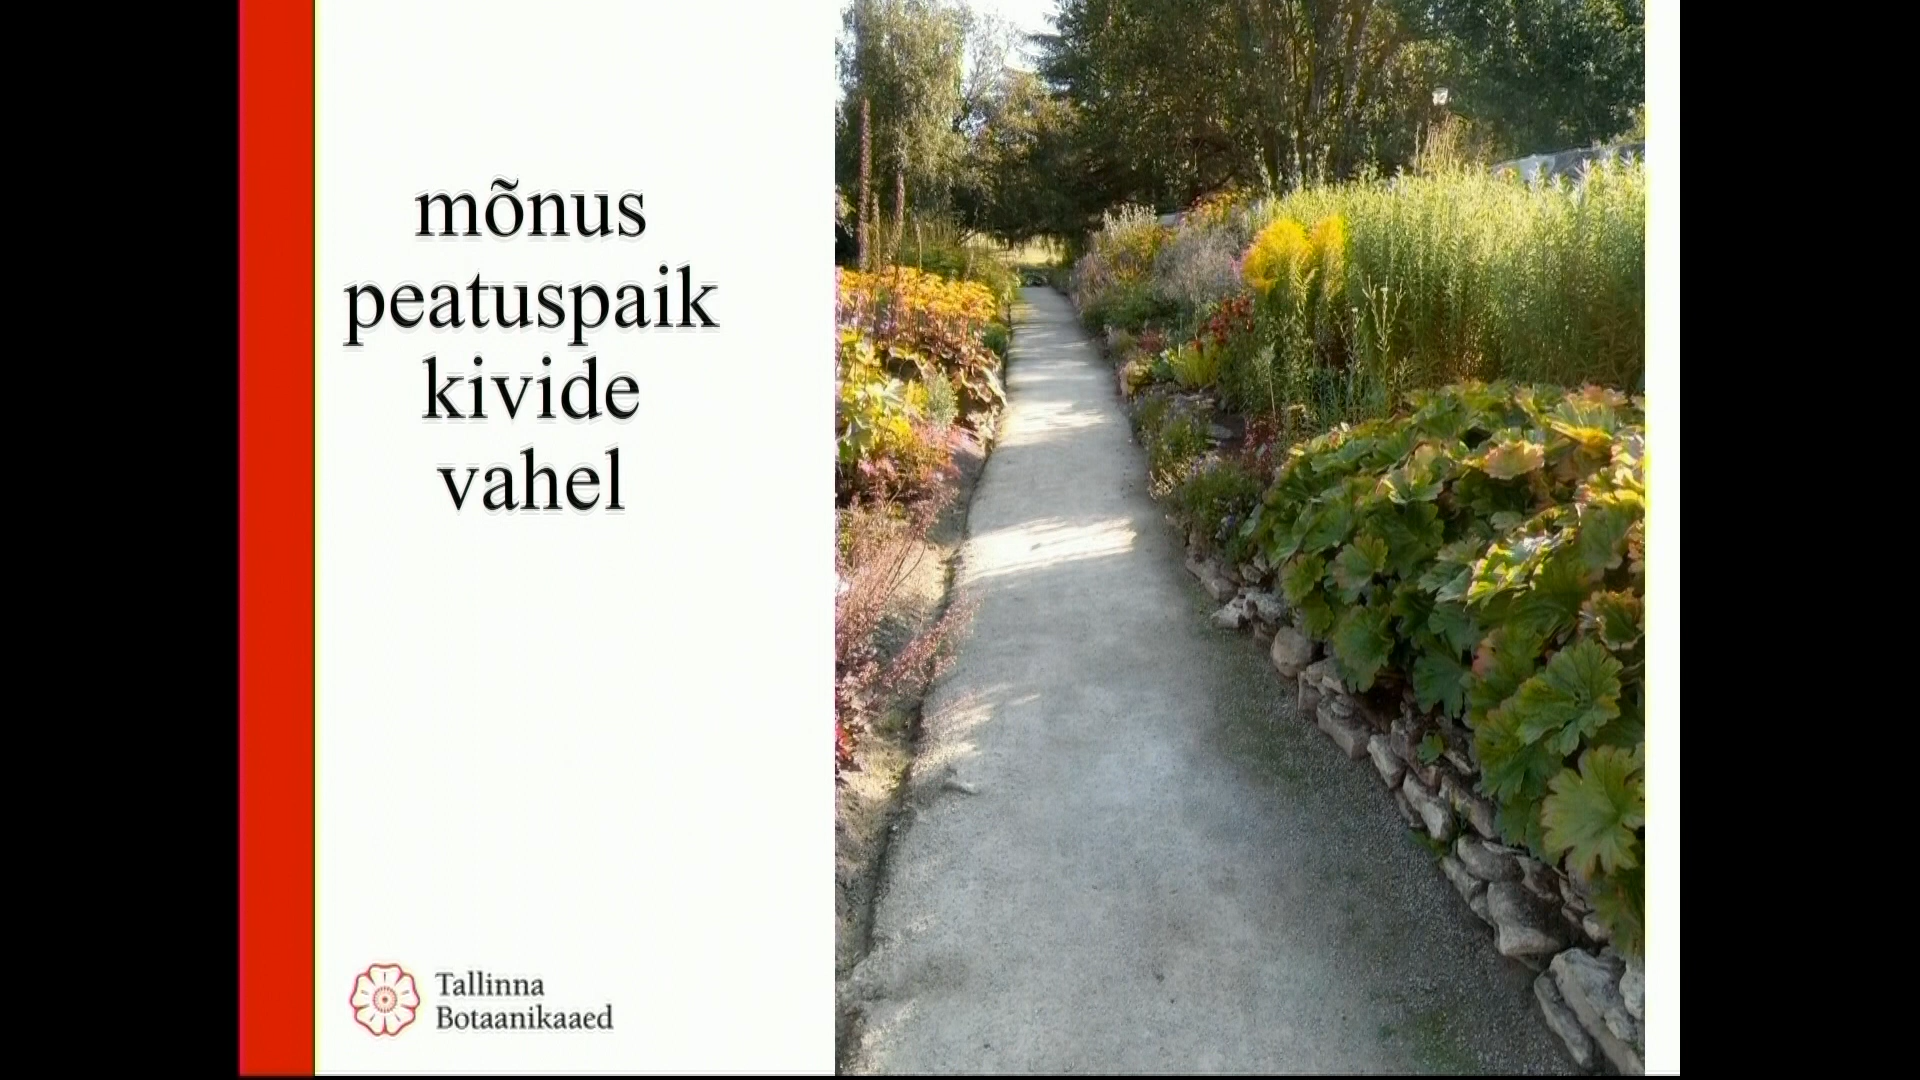 mõnus
peatuspaik
kivide
vahel
Tallinna
Botaanikaaed